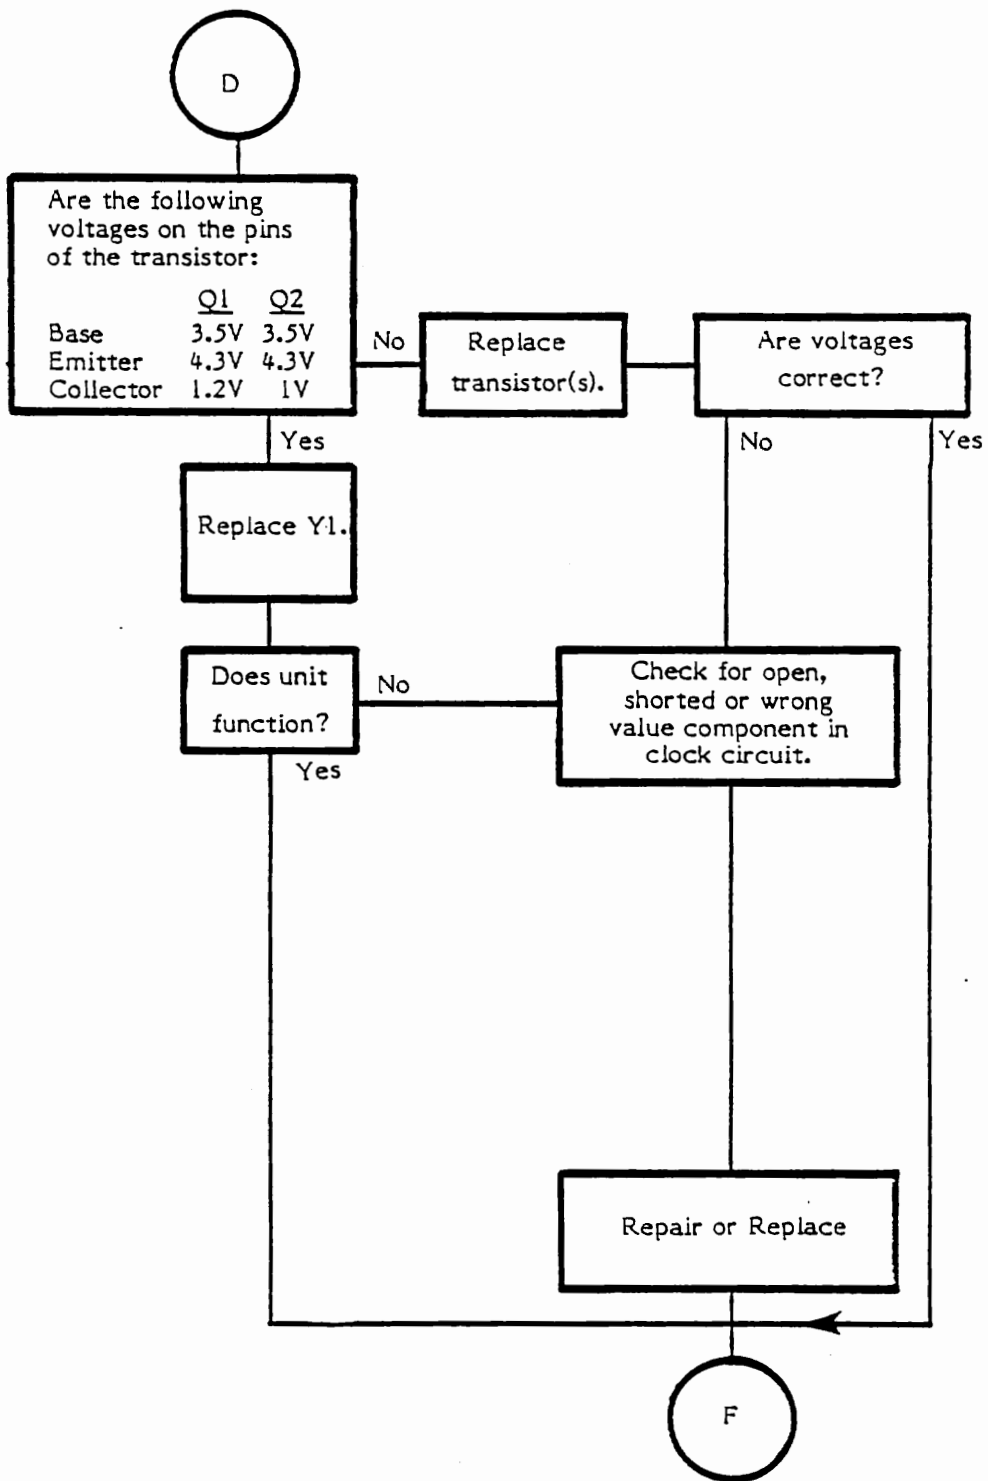 D
Are the following
voltages on the pins
of the transistor:
Q1 Q2
Base 3.5V 3.5V
Emitter 4.3V 4.3V
Collector 1.2V 1V
No
Replace
transistor(s).
Are voltages
correct?
Yes
No
Yes
Replace Y1.
Does unit
function?
No
Check for open,
shorted or wrong
value component in
clock circuit.
Yes
Repair or Replace
F